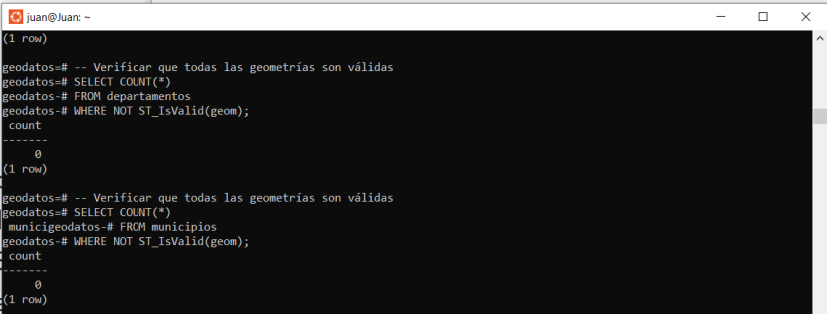 juan@Juan: ~
(1 row)
geodatos=# -- Verificar que todas las geometrías son válidas
geodatos=# SELECT COUNT(*)
geodatos-# FROM departamentos
geodatos-# WHERE NOT ST_IsValid(geom);
count
-------
0
(1 row)
geodatos=# -- Verificar que todas las geometrías son válidas
geodatos=# SELECT COUNT(*)
municigeodatos-# FROM municipios
geodatos-# WHERE NOT ST_IsValid(geom);
count
-------
0
(1 row)